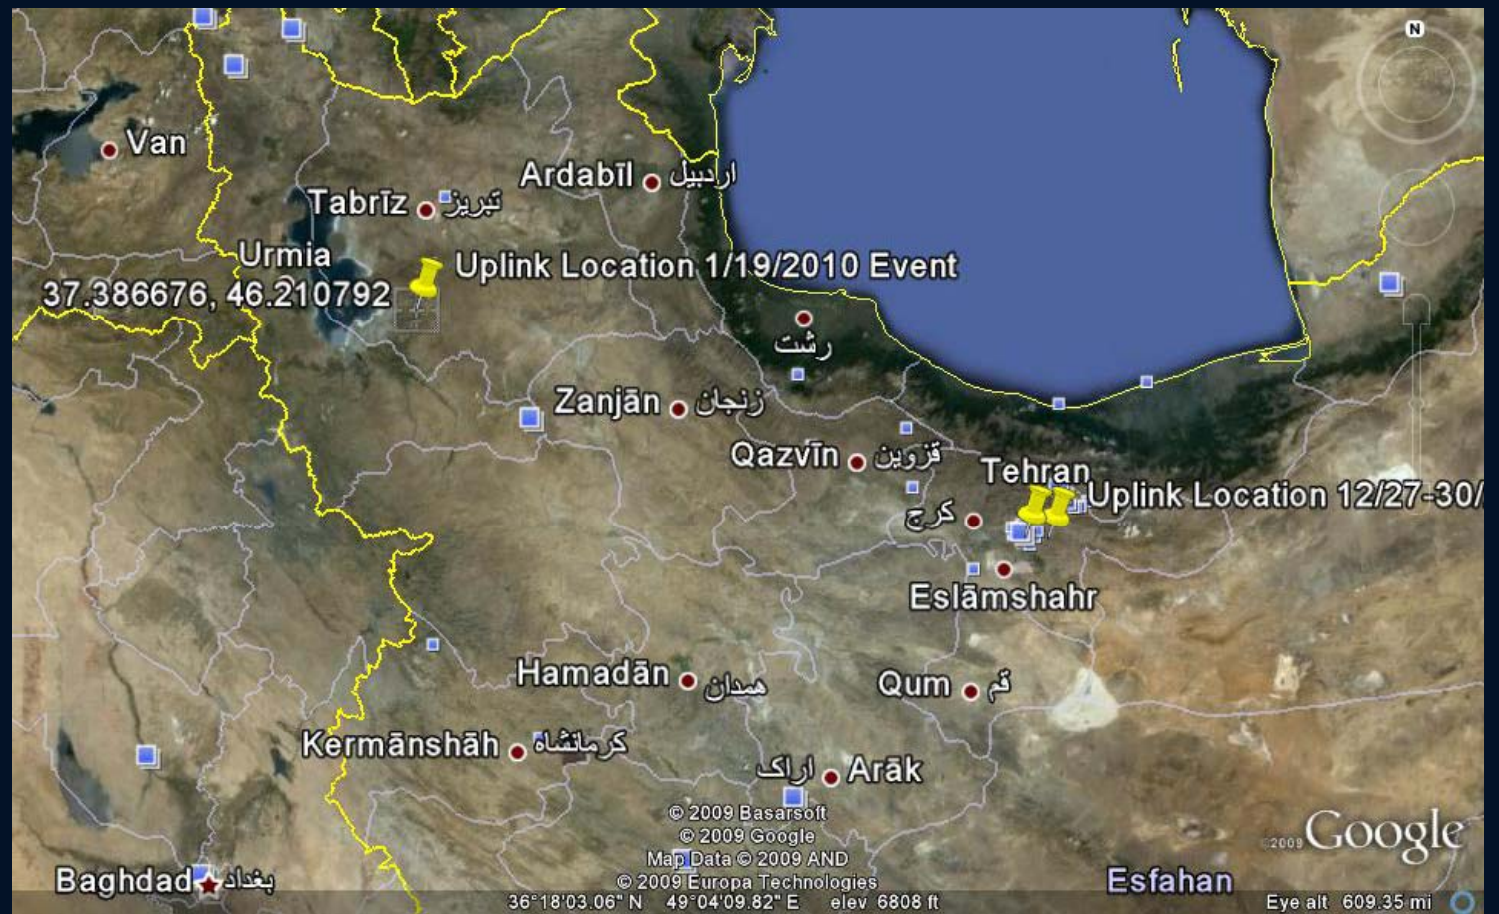 N
Van
Ardabīl اردبیل
Tabrīz تبریز
Urmia
Uplink Location 1/19/2010 Event
37.386676, 46.210792
رشت
Zanjān زنجان
Qazvīn قزوین
Tehran
Uplink Location 12/27-30/
کرج
Eslāmshahr
Hamadān همدان
Qum قم
Kermānshāh کرمانشاه
اراک Arāk
© 2009 Basarsoft
© 2009 Google
Map Data © 2009 AND
© 2009 Europa Technologies
©2009 Google
Baghdad بغداد
Esfahan
36°18'03.06" N 49°04'09.82" E elev 6808 ft
Eye alt 609.35 mi